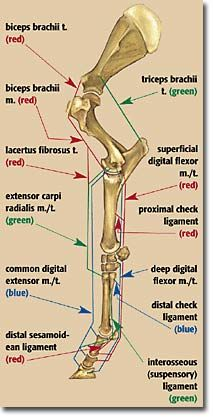 biceps brachii t.
(red)
biceps brachii
m. (red)
lacertus fibrosus t.
(red)
extensor carpi
radialis m./t.
(green)
common digital
extensor m./t.
(blue)
distal sesamoid-
ean ligament
(red)
triceps brachii
t. (green)
superficial
digital flexor
m./t. (red)
proximal check
ligament
(red)
deep digital
flexor m./t.
distal check
ligament
(blue)
interosseous
(suspensory)
ligament
(green)